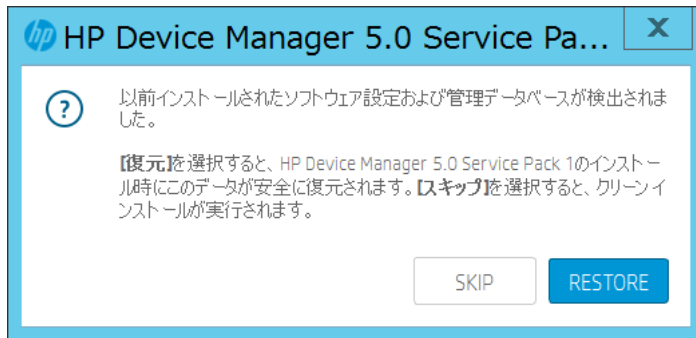 hp HP Device Manager 5.0 Service Pa... X
? 以前インストールされたソフトウェア設定および管理データベースが検出されま
した。
【復元】を選択すると、HP Device Manager 5.0 Service Pack 1のインストー
ル時にこのデータが安全に復元されます。【スキップ】を選択すると、クリーンイ
ンストールが実行されます。
SKIP RESTORE